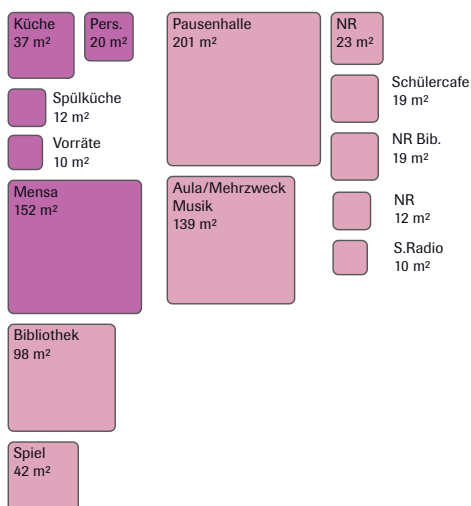 Küche
37 m²
Pers.
20 m²
Spülküche
12 m²
Vorräte
10 m²
Mensa
152 m²
Bibliothek
98 m²
Spiel
42 m²
Pausenhalle
201 m²
Aula/Mehrzweck
Musik
139 m²
NR
23 m²
Schülercafe
19 m²
NR Bib.
19 m²
NR
12 m²
S.Radio
10 m²